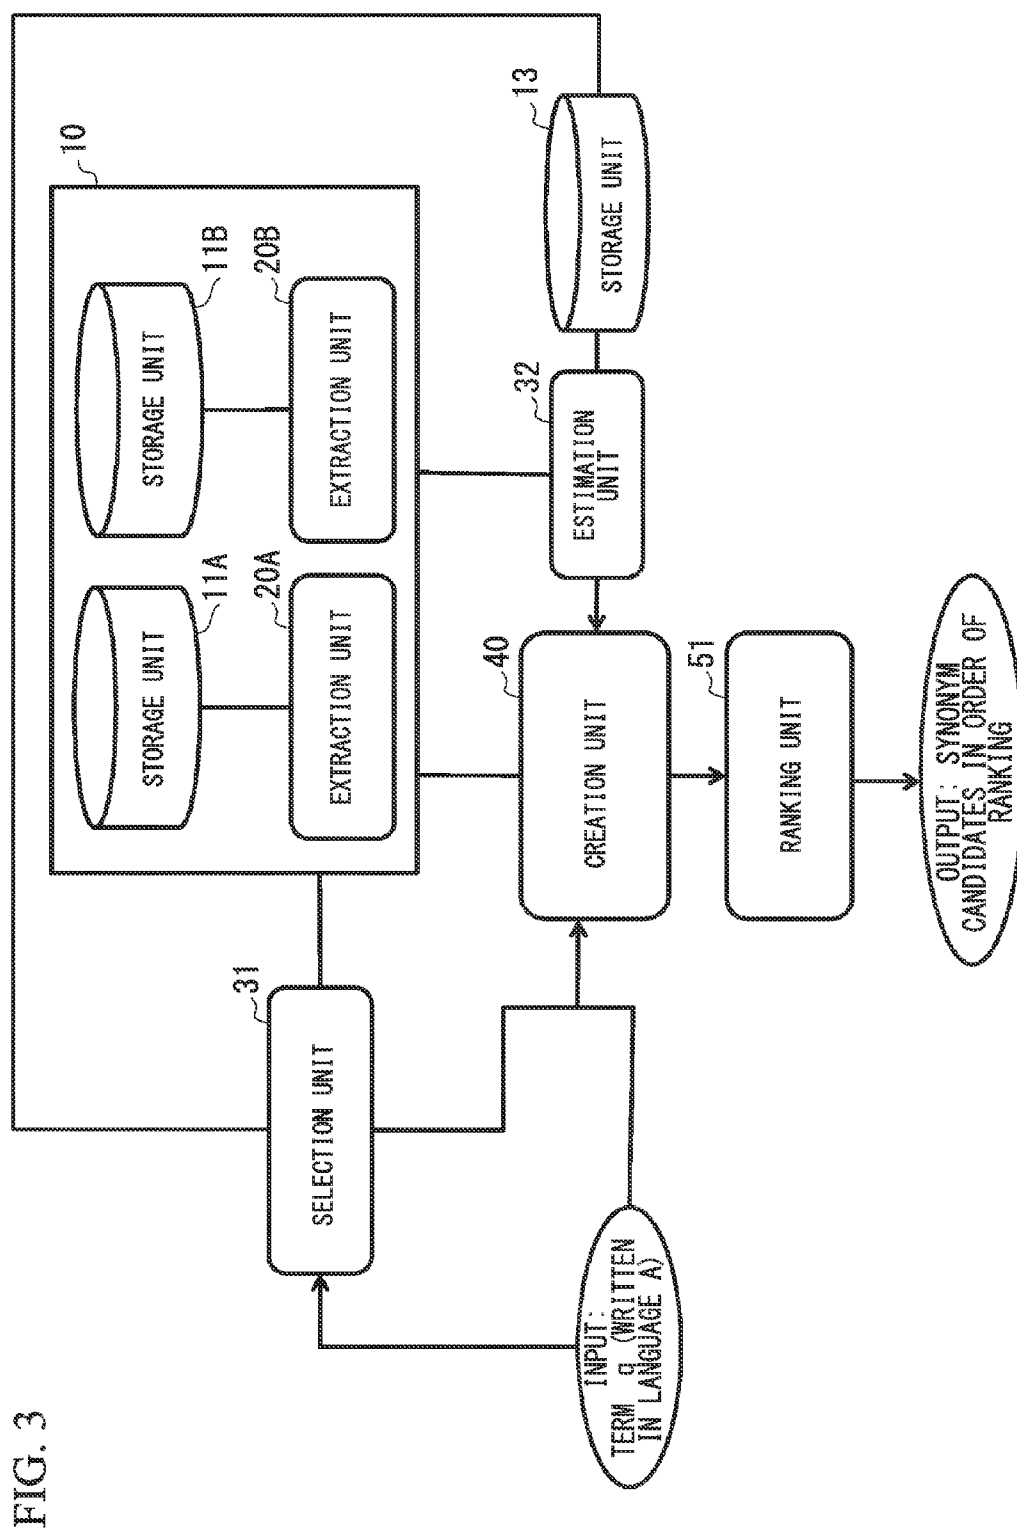 FIG. 3
INPUT:
TERM q (WRITTEN
IN LANGUAGE A)
31
SELECTION UNIT
10
11A
STORAGE UNIT
11B
STORAGE UNIT
20A
EXTRACTION UNIT
20B
EXTRACTION UNIT
40
CREATION UNIT
32
ESTIMATION
UNIT
13
STORAGE UNIT
51
RANKING UNIT
OUTPUT: SYNONYM
CANDIDATES IN ORDER OF
RANKING